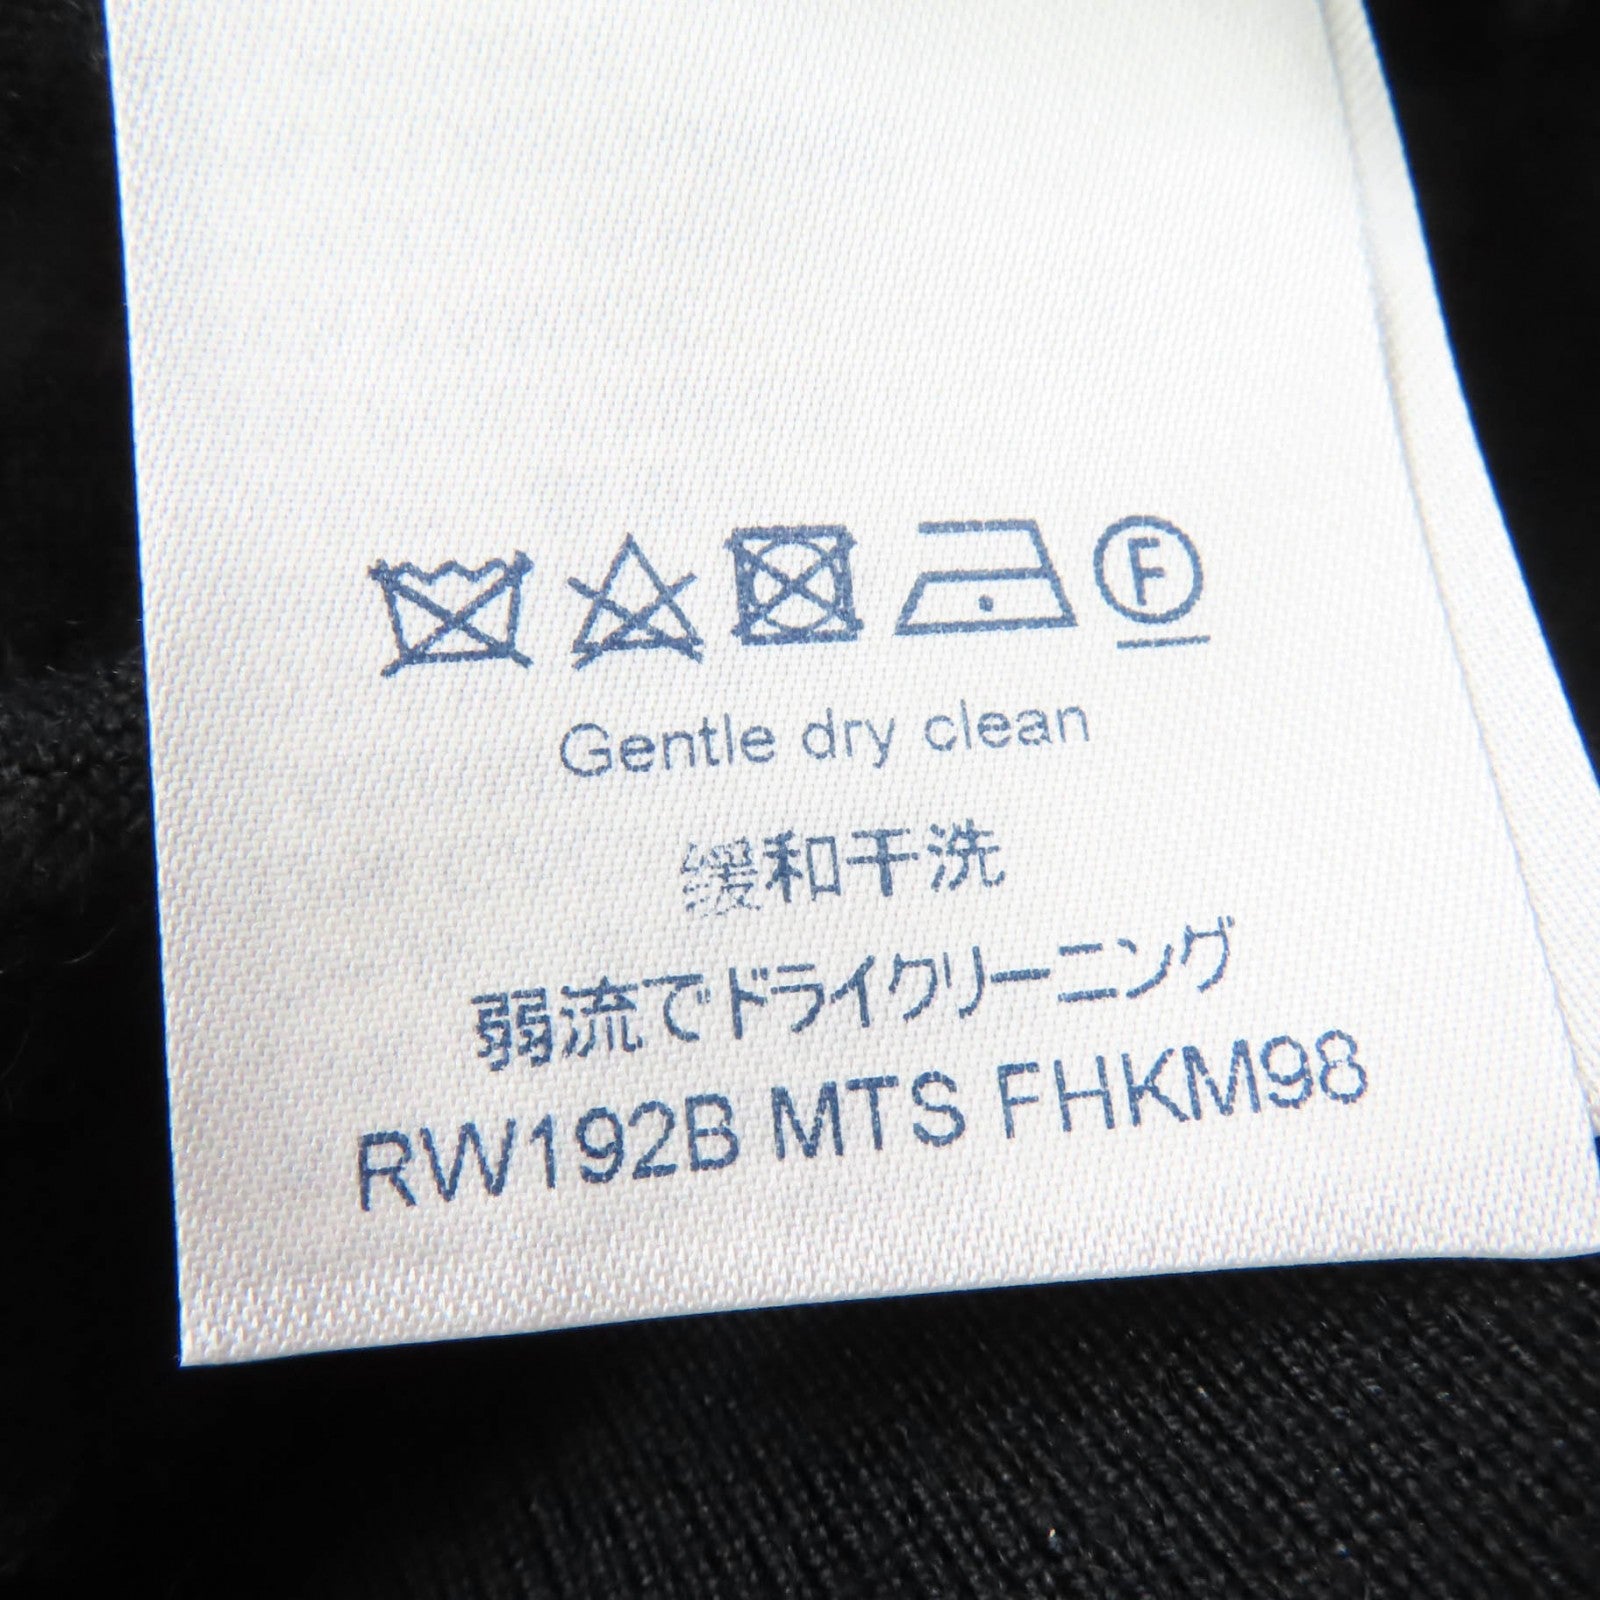 F
Gentle dry clean
缓和干洗
弱流でドライクリーニング
RW192B MTS FHKM98